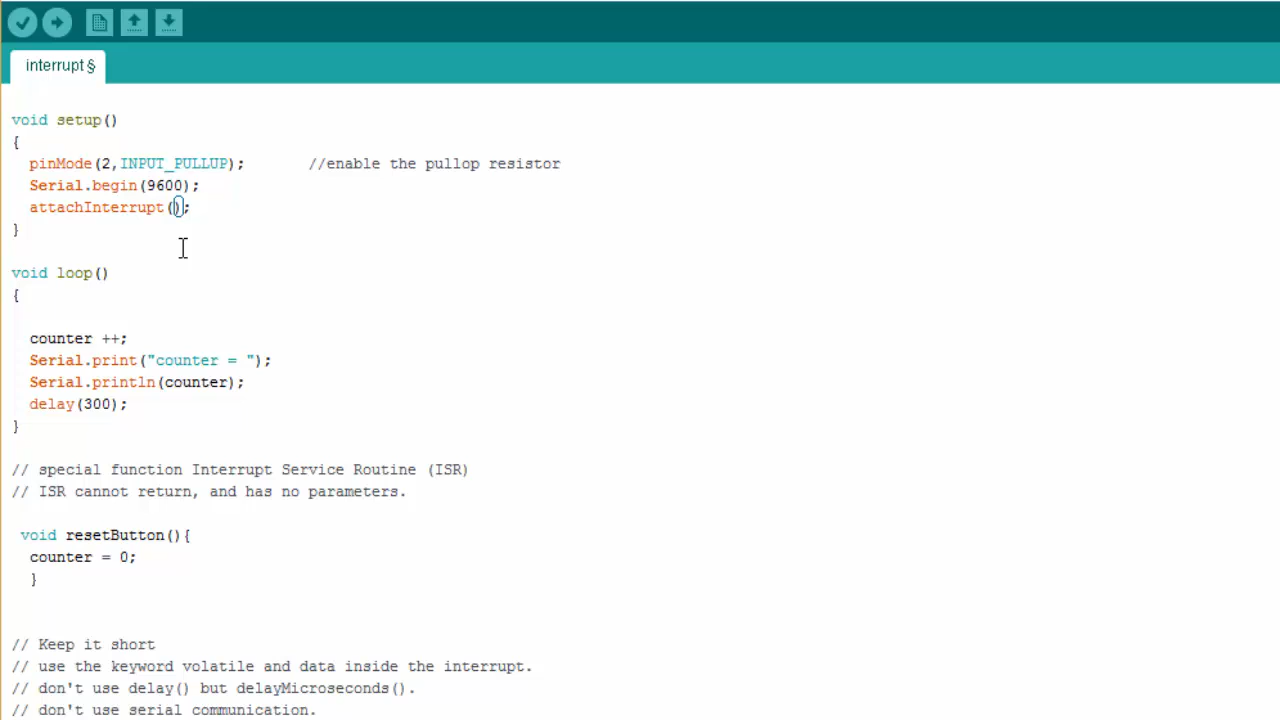 interrupt §
void setup()
{
pinMode(2,INPUT_PULLUP); //enable the pullop resistor
Serial.begin(9600);
attachInterrupt();
}
void loop()
{
counter ++;
Serial.print("counter = ");
Serial.println(counter);
delay(300);
}
// special function Interrupt Service Routine (ISR)
// ISR cannot return, and has no parameters.
void resetButton(){
counter = 0;
}
// Keep it short
// use the keyword volatile and data inside the interrupt.
// don't use delay() but delayMicroseconds().
// don't use serial communication.